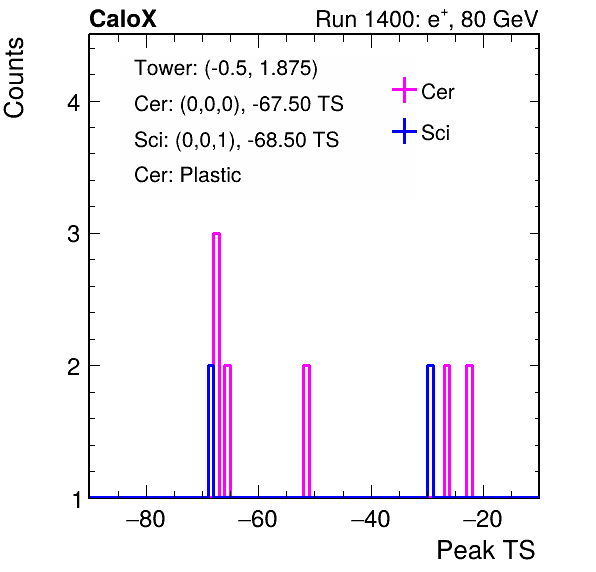 CaloX Run 1400: e⁺, 80 GeV
Counts
Tower: (-0.5, 1.875)
Cer: (0,0,0), -67.50 TS
Sci: (0,0,1), -68.50 TS
Cer: Plastic
Cer
Sci
4
3
2
1
−80 −60 −40 −20
Peak TS